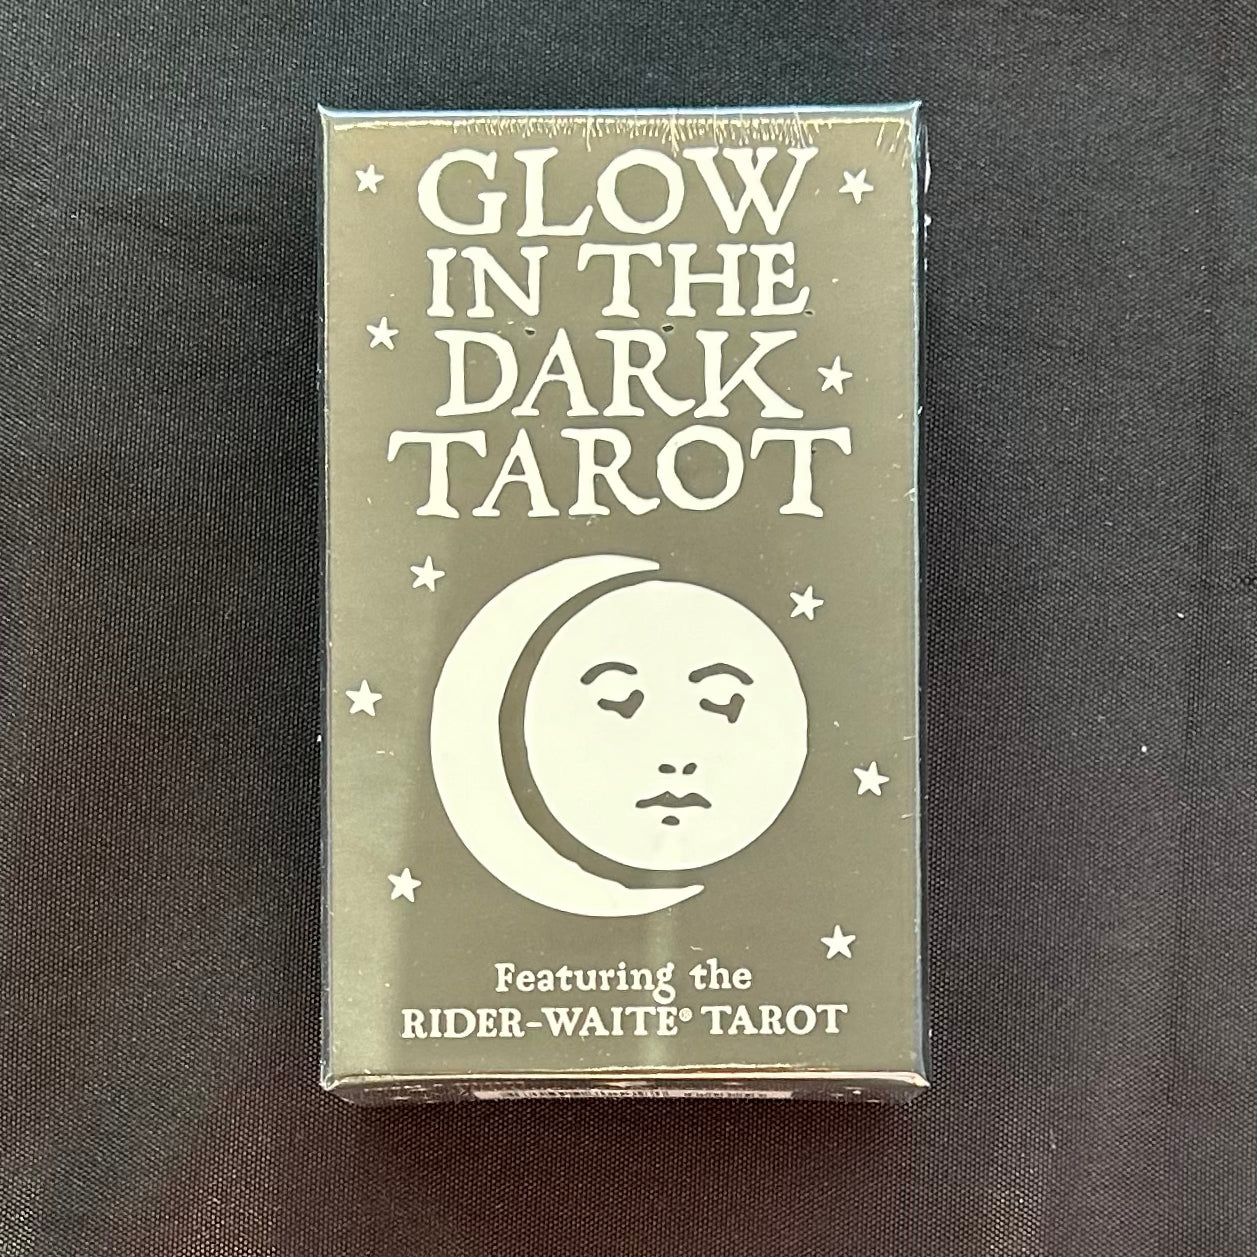 GLOW
IN THE
DARK
TAROT
Featuring the
RIDER-WAITE® TAROT